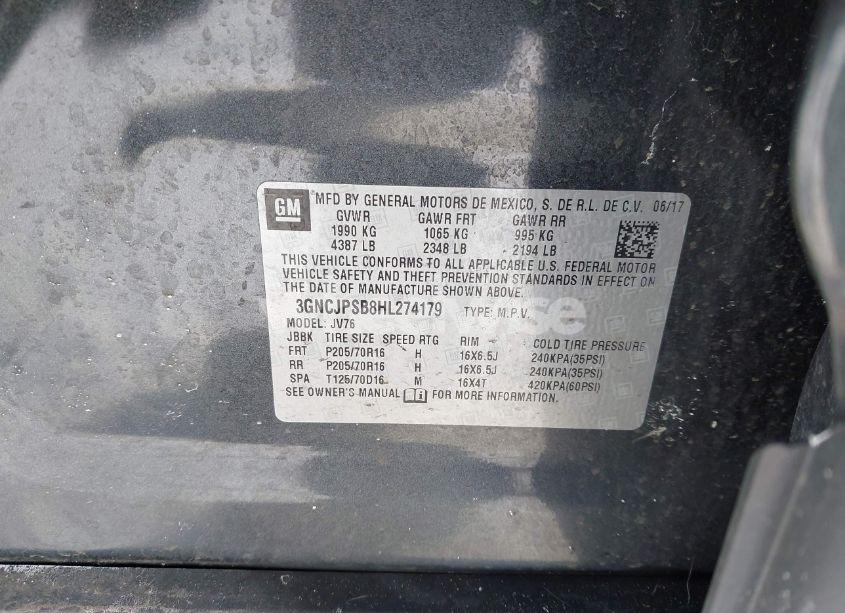 GM
MFD BY GENERAL MOTORS DE MEXICO, S. DE R.L. DE C.V. 06/17
GVWR GAWR FRT GAWR RR
1990 KG 1065 KG 995 KG
4387 LB 2348 LB 2194 LB
THIS VEHICLE CONFORMS TO ALL APPLICABLE U.S. FEDERAL MOTOR
VEHICLE SAFETY AND THEFT PREVENTION STANDARDS IN EFFECT ON
THE DATE OF MANUFACTURE SHOWN ABOVE.
3GNCJPSB8HL274179 TYPE: M.P.V.
MODEL: JV76
JBBK TIRE SIZE SPEED RTG RIM COLD TIRE PRESSURE
FRT P205/70R16 H 16X6.5J 240KPA(35PSI)
RR P205/70R16 H 16X6.5J 240KPA(35PSI)
SPA T125/70D16 M 16X4T 420KPA(60PSI)
SEE OWNER'S MANUAL FOR MORE INFORMATION.